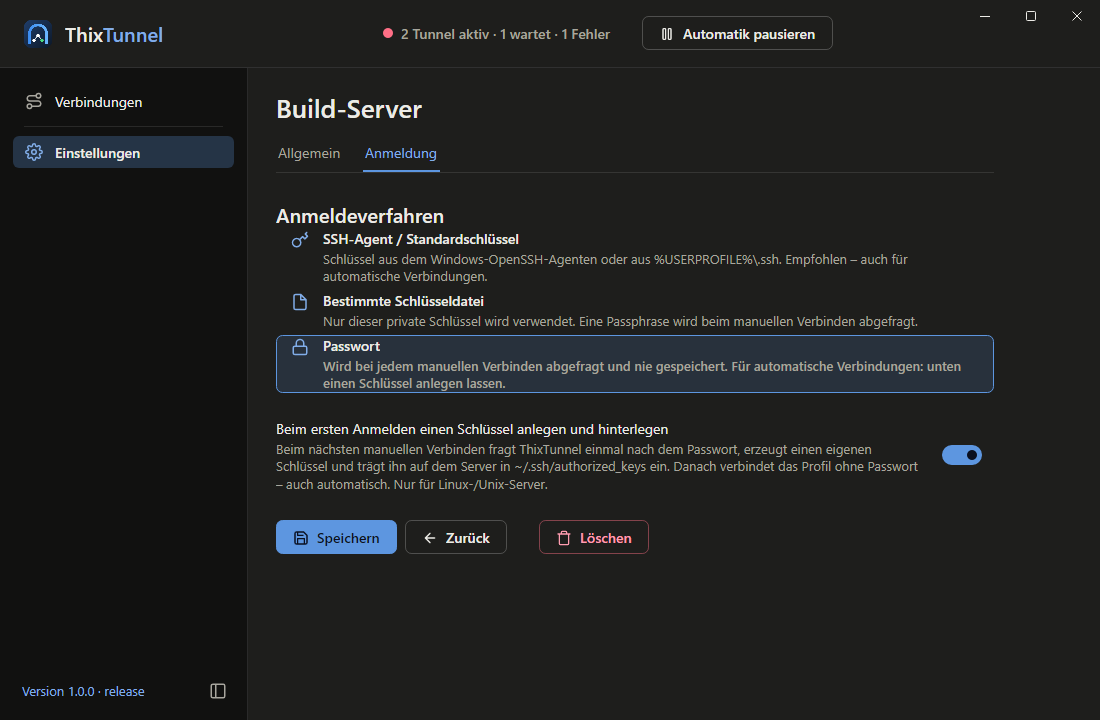 ThixTunnel
2 Tunnel aktiv · 1 wartet · 1 Fehler
Automatik pausieren
Verbindungen
Einstellungen
Build-Server
Allgemein
Anmeldung
Anmeldeverfahren
SSH-Agent / Standardschlüssel
Schlüssel aus dem Windows-OpenSSH-Agenten oder aus %USERPROFILE%\.ssh. Empfohlen – auch für
automatische Verbindungen.
Bestimmte Schlüsseldatei
Nur dieser private Schlüssel wird verwendet. Eine Passphrase wird beim manuellen Verbinden abgefragt.
Passwort
Wird bei jedem manuellen Verbinden abgefragt und nie gespeichert. Für automatische Verbindungen: unten
einen Schlüssel anlegen lassen.
Beim ersten Anmelden einen Schlüssel anlegen und hinterlegen
Beim nächsten manuellen Verbinden fragt ThixTunnel einmal nach dem Passwort, erzeugt einen eigenen
Schlüssel und trägt ihn auf dem Server in ~/.ssh/authorized_keys ein. Danach verbindet das Profil ohne Passwort
– auch automatisch. Nur für Linux-/Unix-Server.
Speichern
Zurück
Löschen
Version 1.0.0 · release